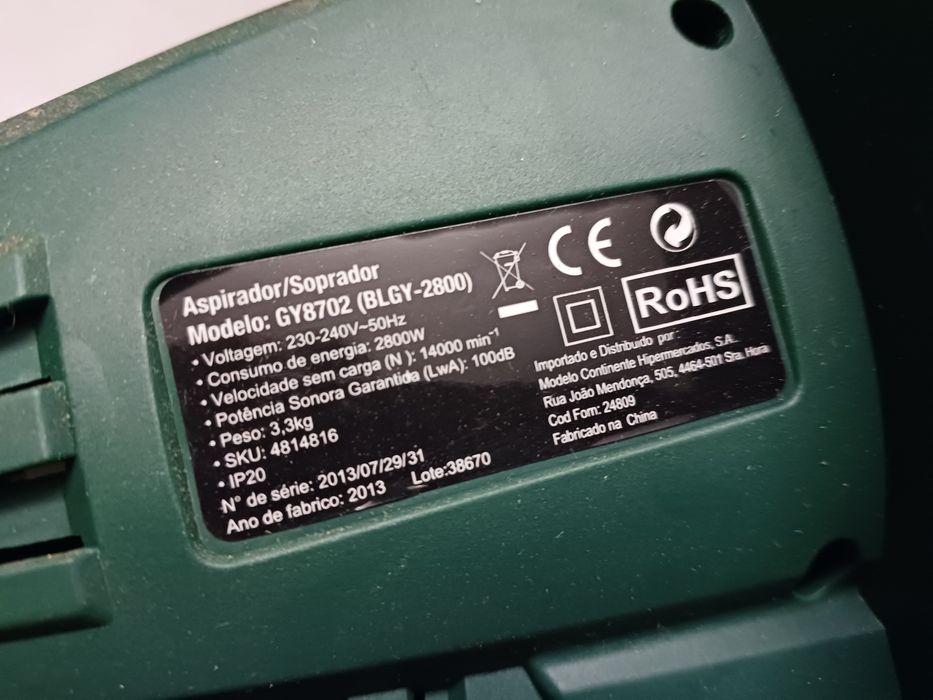 Aspirador/Soprador
Modelo: GY8702 (BLGY-2800)
• Voltagem: 230-240V~50Hz
• Consumo de energia: 2800W
• Velocidade sem carga (N ): 14000 min⁻¹
• Potência Sonora Garantida (LwA): 100dB
• Peso: 3,3kg
• SKU: 4814816
• IP20
N° de série: 2013/07/29/31
Ano de fabrico: 2013 Lote:38670
CE
RoHS
Importado e Distribuido por
Modelo Continente Hipermercados, S.A.
Rua João Mendonça, 505, 4464-501 Sra. Hora
Cod Forn: 24809
Fabricado na China